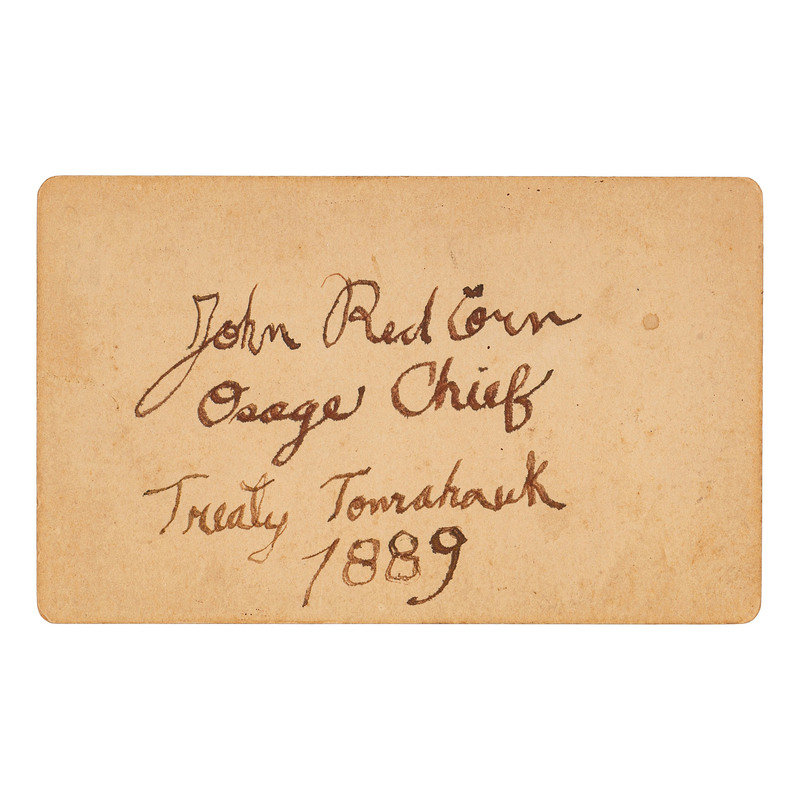 John Red Corn
Osage Chief
Treaty Tomahauk
1889